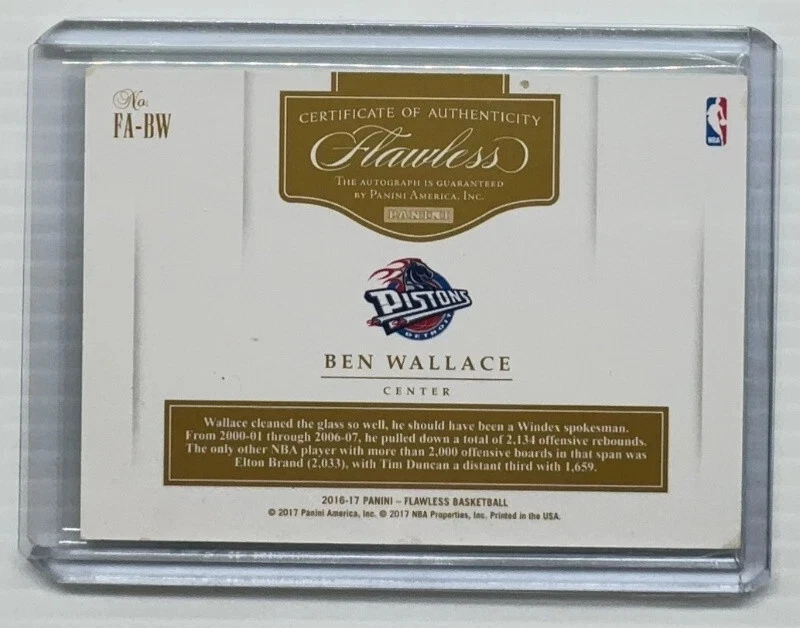 No.
FA-BW
CERTIFICATE OF AUTHENTICITY
Flawless
THE AUTOGRAPH IS GUARANTEED
BY PANINI AMERICA, INC.
PANINI
NBA
PISTONS
DETROIT
BEN WALLACE
CENTER
Wallace cleaned the glass so well, he should have been a Windex spokesman.
From 2000-01 through 2006-07, he pulled down a total of 2,134 offensive rebounds.
The only other NBA player with more than 2,000 offensive boards in that span was
Elton Brand (2,033), with Tim Duncan a distant third with 1,659.
2016-17 PANINI – FLAWLESS BASKETBALL
© 2017 Panini America, Inc. © 2017 NBA Properties, Inc. Printed in the USA.